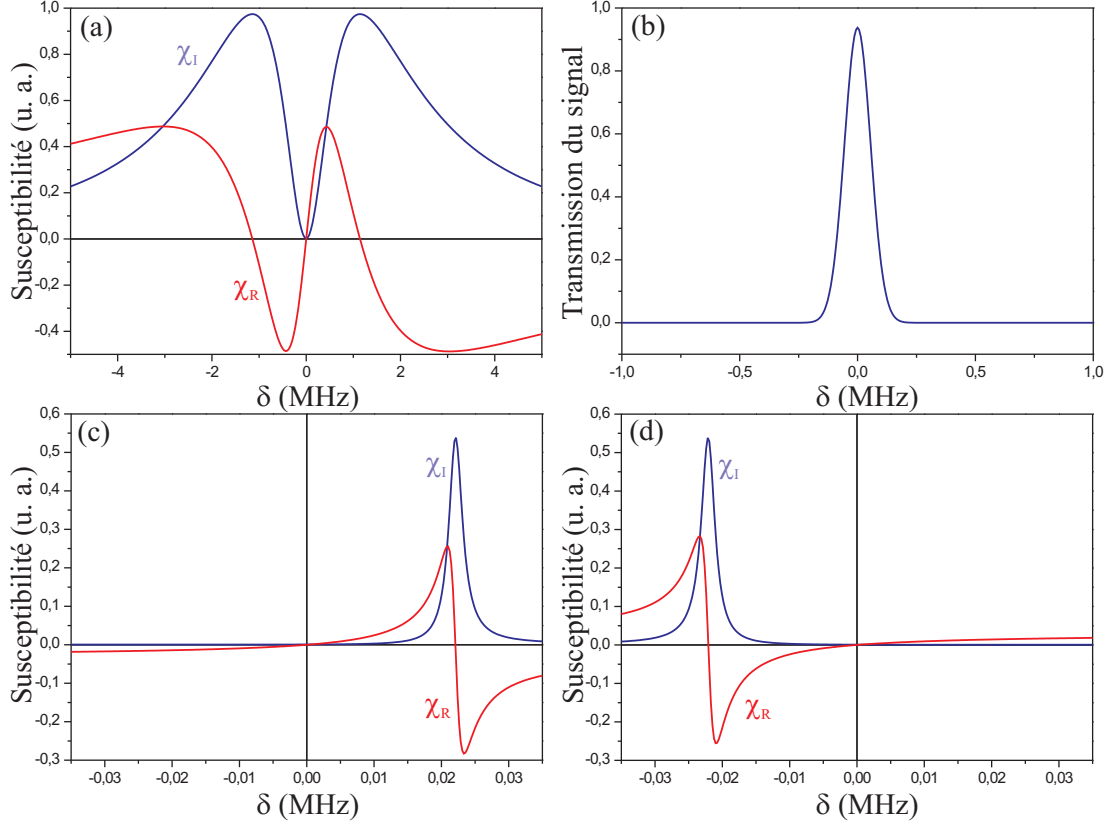 (a)
χI
χR
1,0
0,8
0,6
0,4
0,2
0,0
-0,2
-0,4
-4 -2 0 2 4
Susceptibilité (u. a.)
δ (MHz)
(b)
1,0
0,8
0,6
0,4
0,2
0,0
-1,0 -0,5 0,0 0,5 1,0
Transmission du signal
δ (MHz)
(c)
χI
χR
0,6
0,5
0,4
0,3
0,2
0,1
0,0
-0,1
-0,2
-0,3
-0,03 -0,02 -0,01 0,00 0,01 0,02 0,03
Susceptibilité (u. a.)
δ (MHz)
(d)
χI
χR
0,6
0,5
0,4
0,3
0,2
0,1
0,0
-0,1
-0,2
-0,3
-0,03 -0,02 -0,01 0,00 0,01 0,02 0,03
Susceptibilité (u. a.)
δ (MHz)